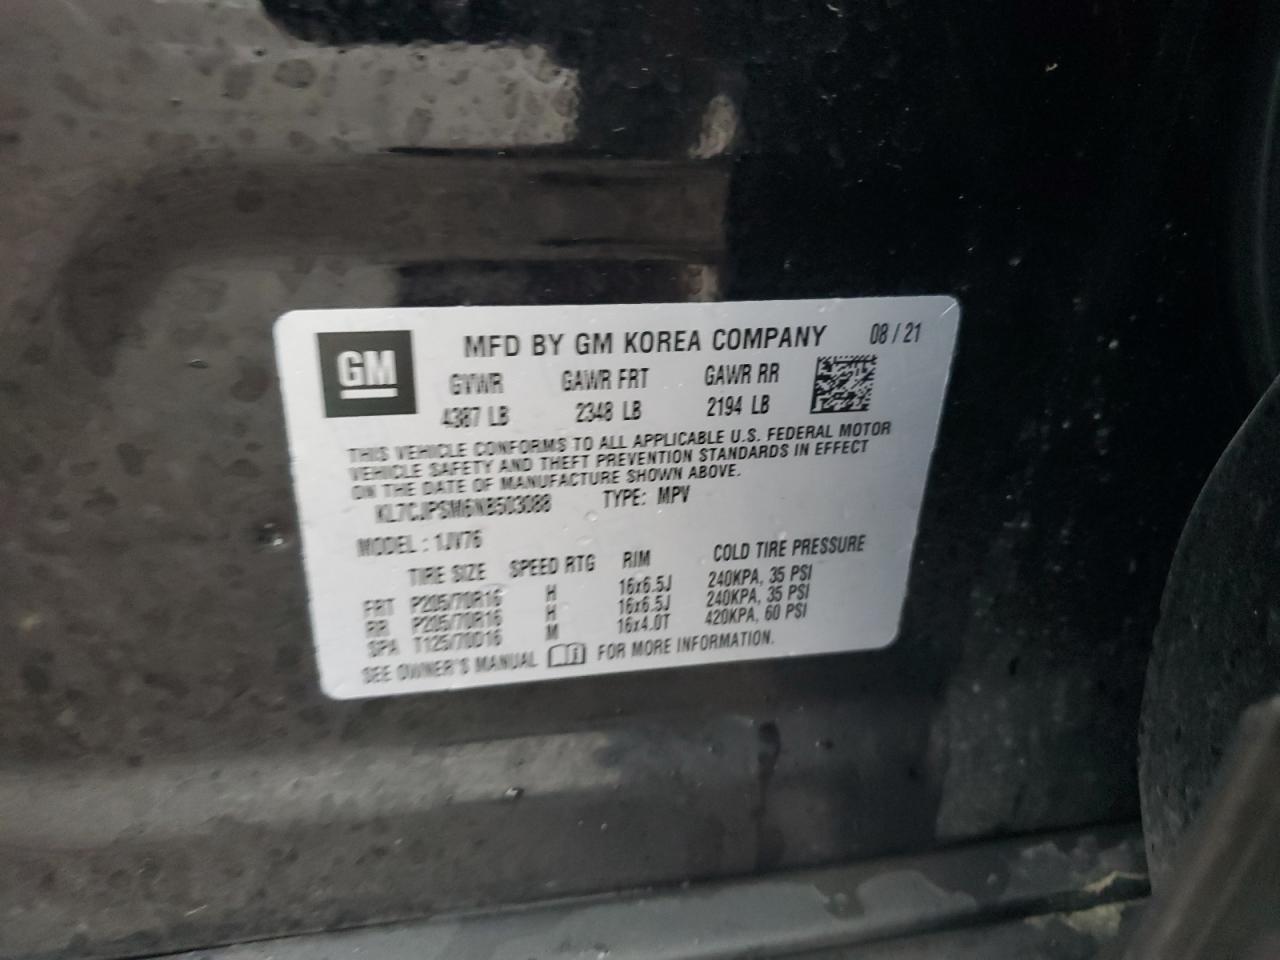 GM
MFD BY GM KOREA COMPANY 08 / 21
GVWR GAWR FRT GAWR RR
4387 LB 2348 LB 2194 LB
THIS VEHICLE CONFORMS TO ALL APPLICABLE U.S. FEDERAL MOTOR
VEHICLE SAFETY AND THEFT PREVENTION STANDARDS IN EFFECT
ON THE DATE OF MANUFACTURE SHOWN ABOVE.
KL7CJPSM6NB503088 TYPE: MPV
MODEL : 1JV76
TIRE SIZE SPEED RTG RIM COLD TIRE PRESSURE
FRT P205/70R16 H 16x6.5J 240KPA, 35 PSI
RR P205/70R16 H 16x6.5J 240KPA, 35 PSI
SPA T125/70D16 M 16x4.0T 420KPA, 60 PSI
SEE OWNER'S MANUAL FOR MORE INFORMATION.